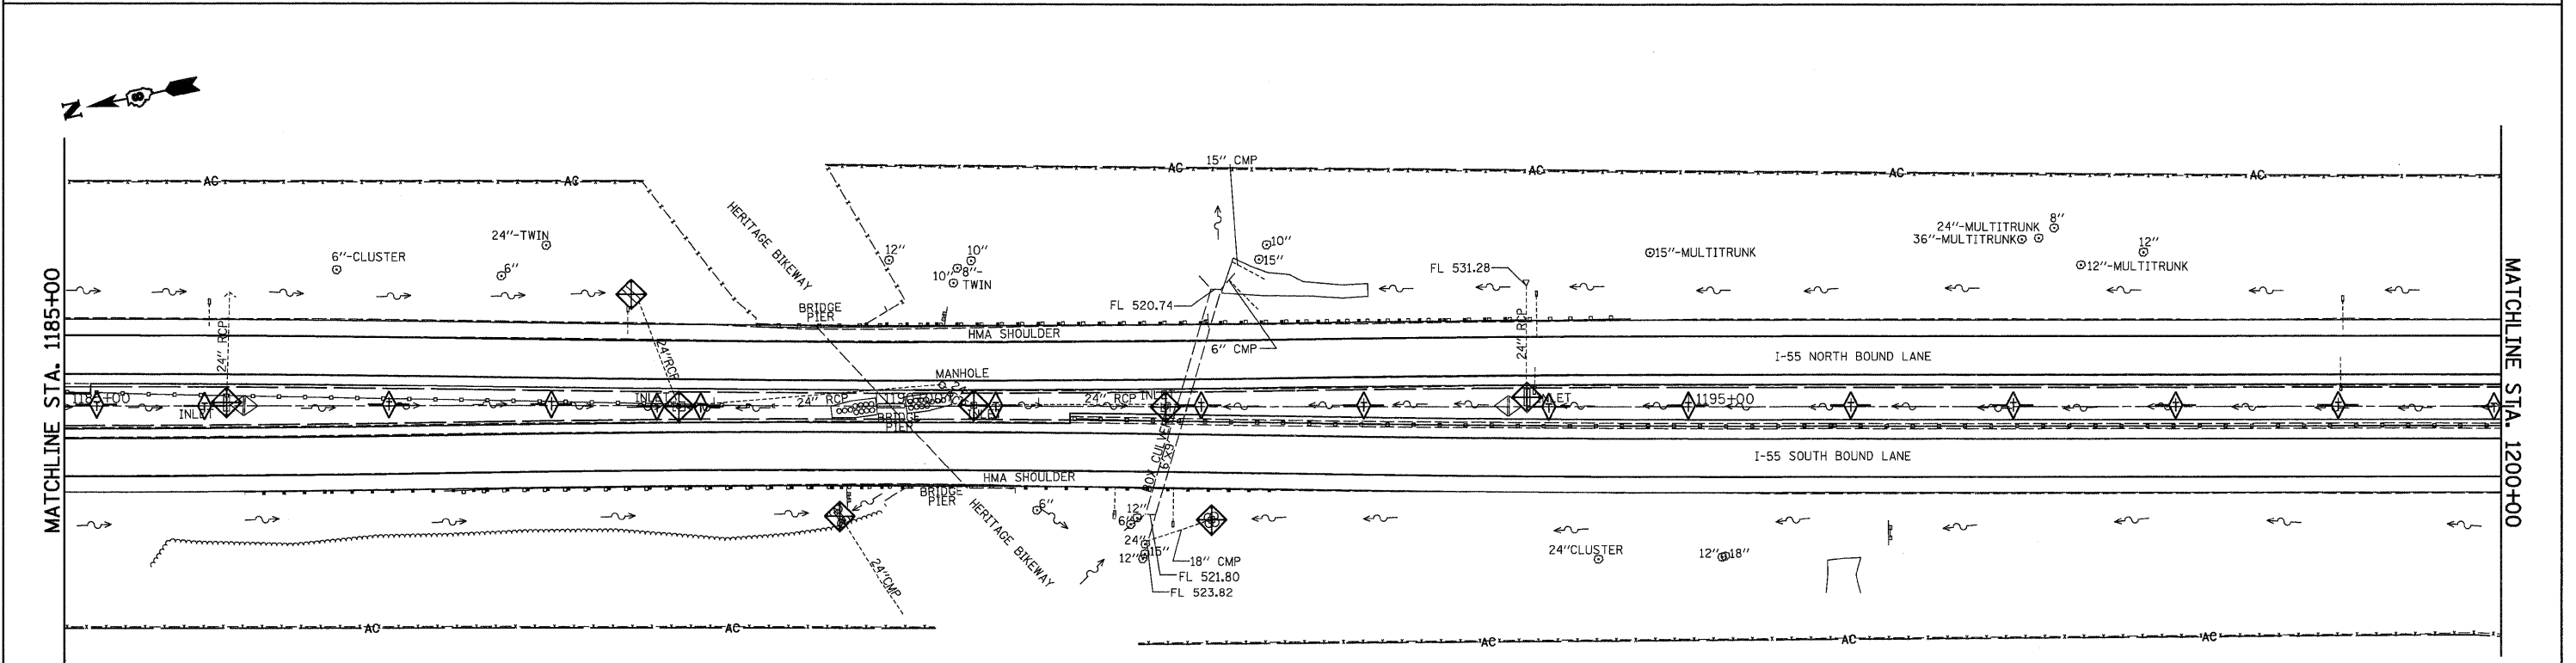 N
MATCHLINE STA. 1185+00
MATCHLINE STA. 1200+00
AC
AC
AC
AC
AC
AC
15" CMP
HERITAGE BIKEWAY
24"-TWIN
6"-CLUSTER
6"
12"
10"
10"
8"-
TWIN
10"
15"
FL 531.28
15"-MULTITRUNK
24"-MULTITRUNK
8"
36"-MULTITRUNK
12"
12"-MULTITRUNK
FL 520.74
BRIDGE
PIER
HMA SHOULDER
24" RCP
24" RCP
6" CMP
24" RCP
I-55 NORTH BOUND LANE
MANHOLE
1185+00
INLET
INLET
24" RCP
BRIDGE
PIER
INLET
24" RCP
INLET
INLET
1195+00
BOX CULVERT
I-55 SOUTH BOUND LANE
HMA SHOULDER
BRIDGE
PIER
6"
12"
6"
24"
15"
12"
18" CMP
FL 521.80
FL 523.82
HERITAGE BIKEWAY
24"CMP
24"CLUSTER
12"
18"
AC
AC
AC
AC
AC